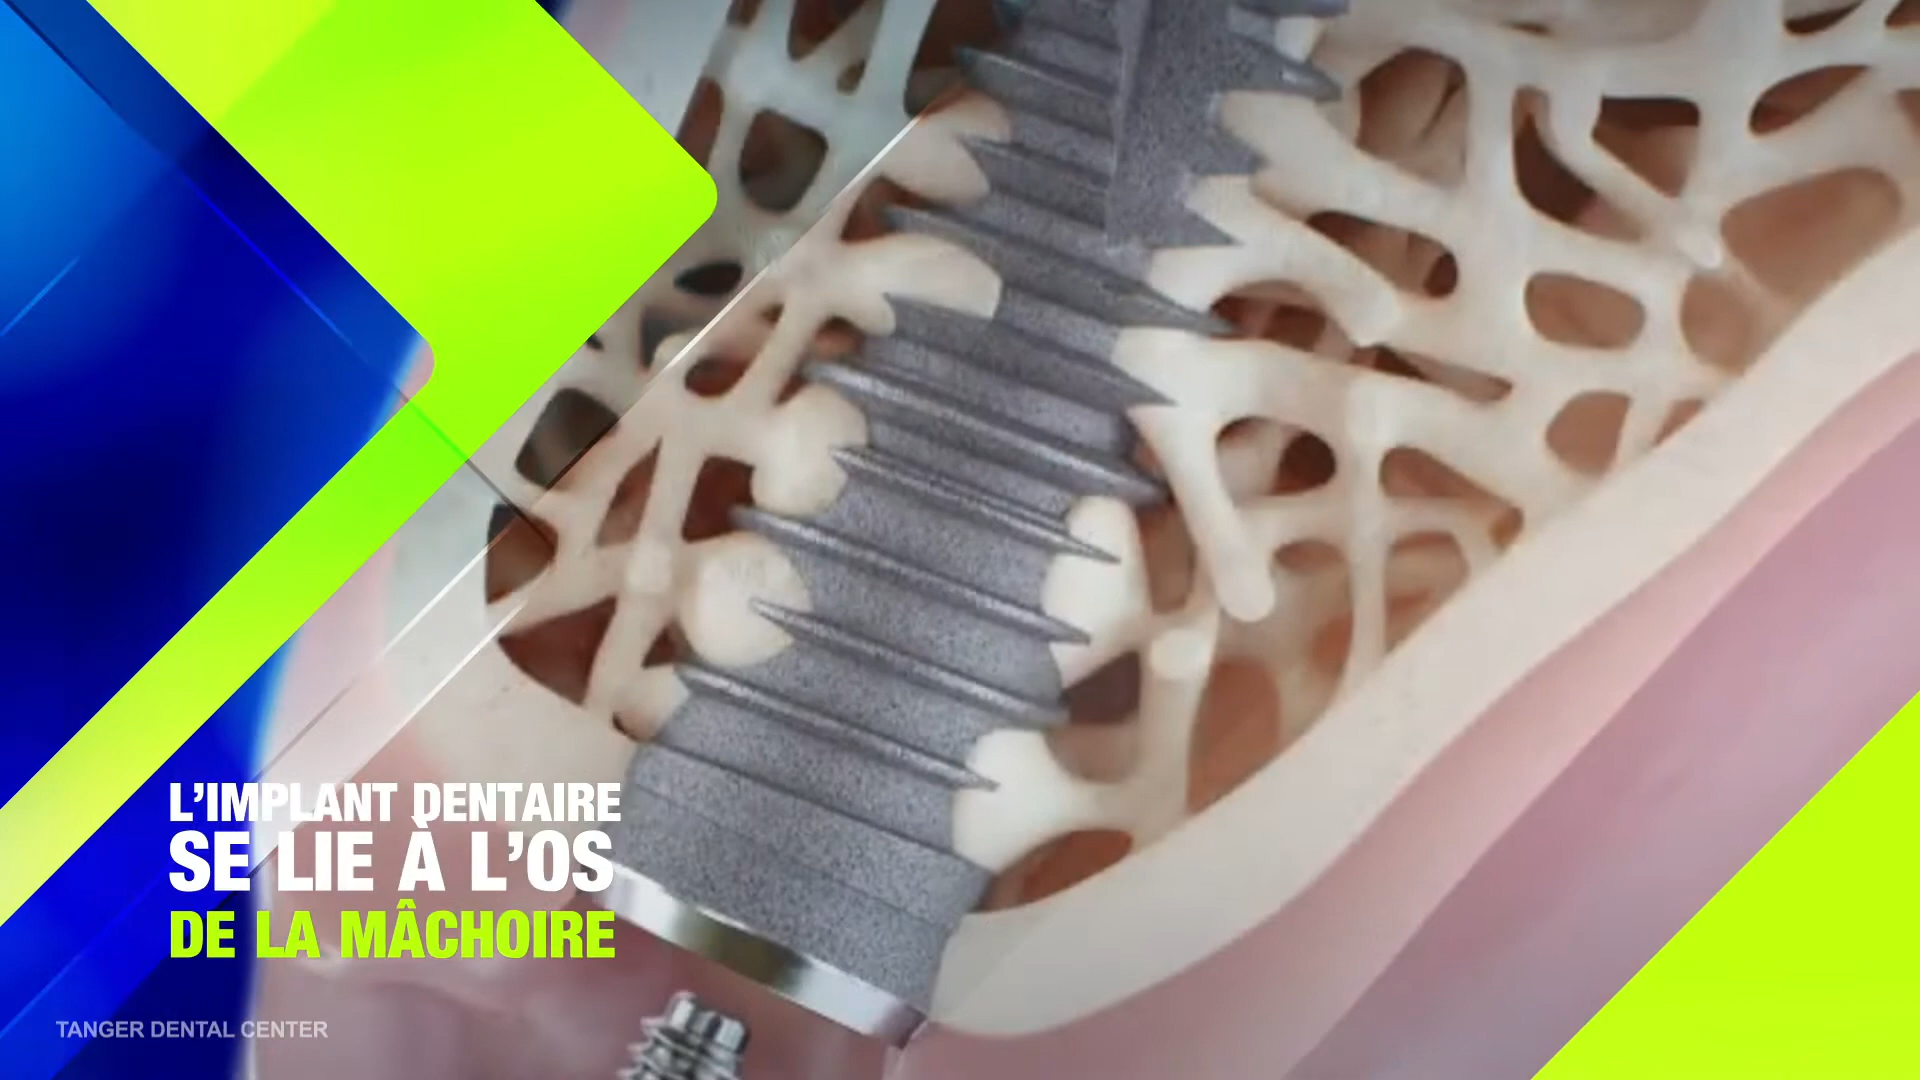 L’IMPLANT DENTAIRE
SE LIE À L’OS
DE LA MÂCHOIRE
TANGER DENTAL CENTER